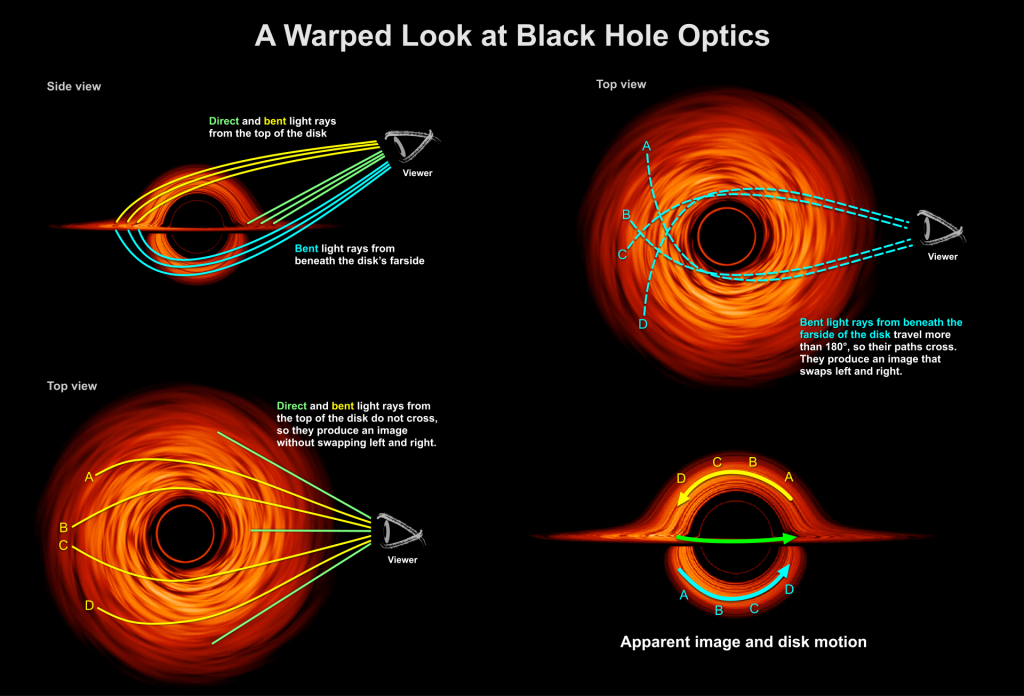 A Warped Look at Black Hole Optics
Side view
Direct and bent light rays
from the top of the disk
Viewer
Bent light rays from
beneath the disk's farside
Top view
A
B
C
D
Viewer
Bent light rays from beneath the
farside of the disk travel more
than 180°, so their paths cross.
They produce an image that
swaps left and right.
Top view
Direct and bent light rays from
the top of the disk do not cross,
so they produce an image
without swapping left and right.
A
B
C
D
Viewer
D C B A
A B C D
Apparent image and disk motion